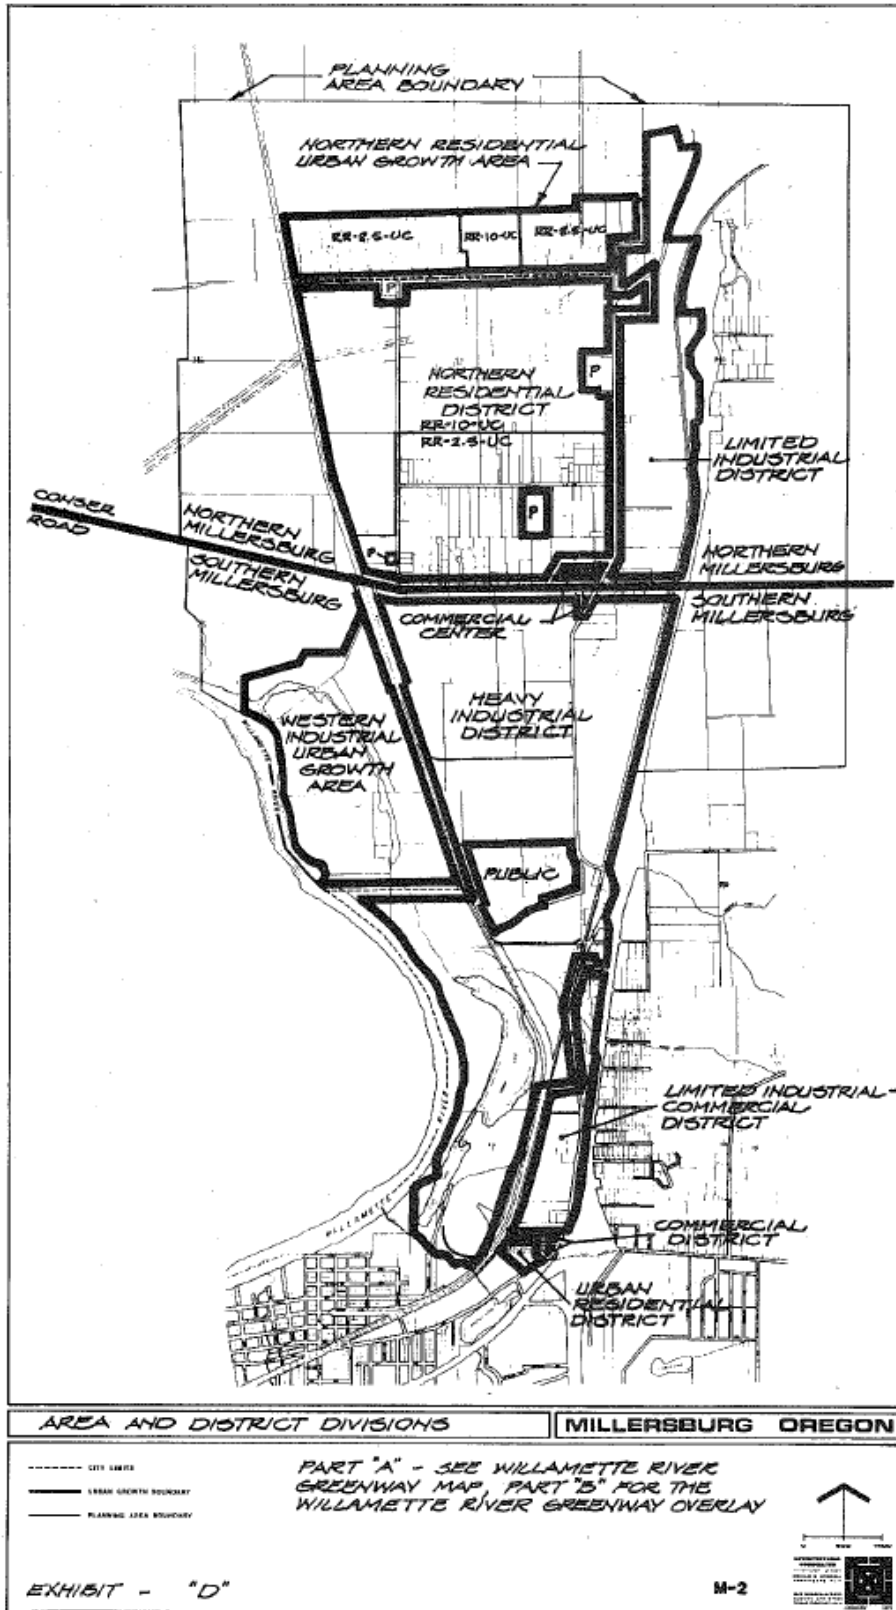 PLANNING
AREA BOUNDARY
NORTHERN RESIDENTIAL
URBAN GROWTH AREA
RR-2.5-UC
RR-10-UC
RR-2.5-UC
P
NORTHERN
RESIDENTIAL
DISTRICT
RR-10-UC
RR-2.5-UC
P
P
P
LIMITED
INDUSTRIAL
DISTRICT
CONSER
ROAD
NORTHERN
MILLERSBURG
SOUTHERN
MILLERSBURG
NORTHERN
MILLERSBURG
SOUTHERN
MILLERSBURG
COMMERCIAL
CENTER
HEAVY
INDUSTRIAL
DISTRICT
WESTERN
INDUSTRIAL
URBAN
GROWTH
AREA
WILLAMETTE
PUBLIC
LIMITED INDUSTRIAL-
COMMERCIAL
DISTRICT
WILLAMETTE
RIVER
COMMERCIAL
DISTRICT
URBAN
RESIDENTIAL
DISTRICT
AREA AND DISTRICT DIVISIONS
MILLERSBURG OREGON
CITY LIMITS
URBAN GROWTH BOUNDARY
PLANNING AREA BOUNDARY
PART "A" - SEE WILLAMETTE RIVER
GREENWAY MAP, PART "B" FOR THE
WILLAMETTE RIVER GREENWAY OVERLAY
EXHIBIT - "D"
M-2